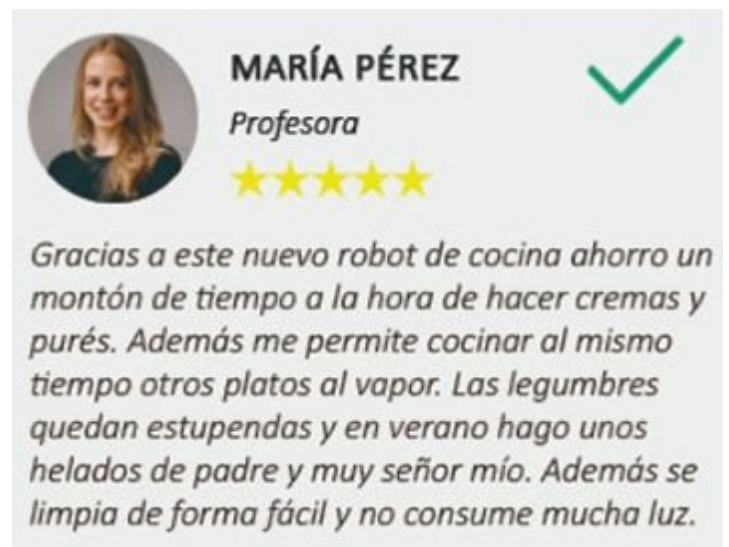 MARÍA PÉREZ
Profesora
Gracias a este nuevo robot de cocina ahorro un
montón de tiempo a la hora de hacer cremas y
purés. Además me permite cocinar al mismo
tiempo otros platos al vapor. Las legumbres
quedan estupendas y en verano hago unos
helados de padre y muy señor mío. Además se
limpia de forma fácil y no consume mucha luz.